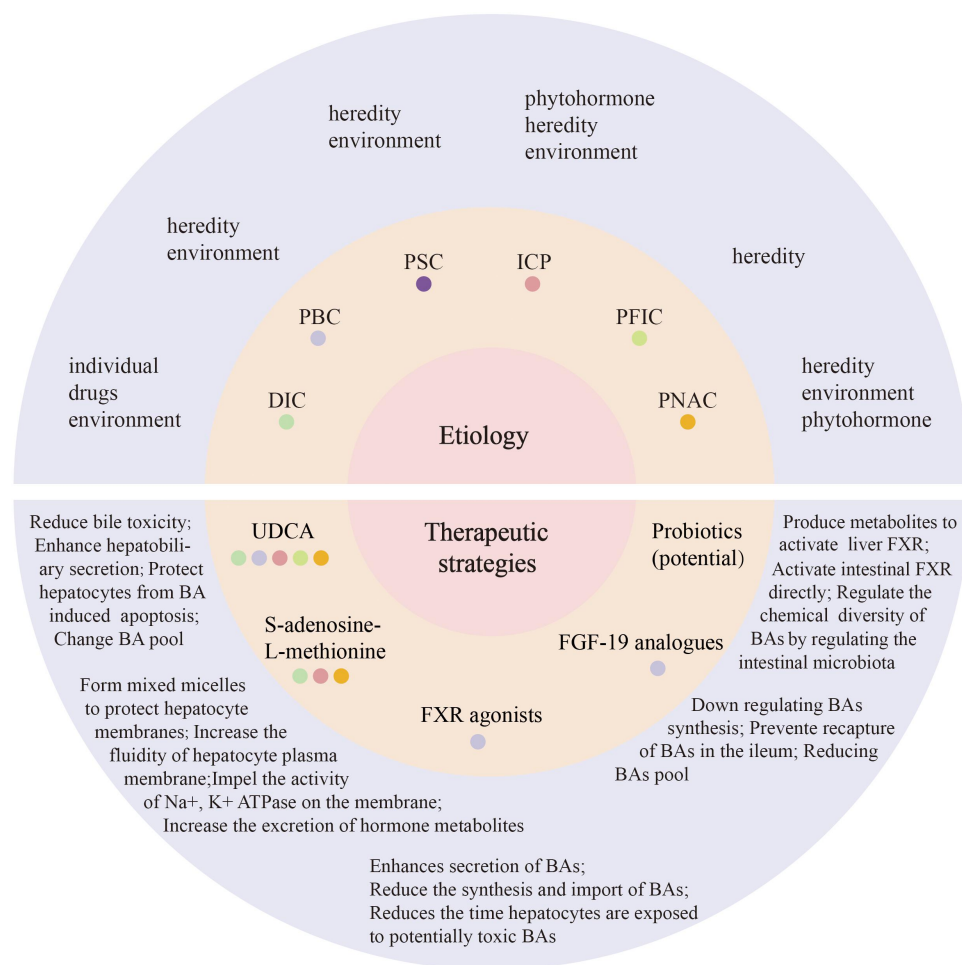 phytohormone
heredity
environment
heredity
environment
heredity
environment
heredity
individual
drugs
environment
heredity
environment
phytohormone
PSC
ICP
PBC
PFIC
DIC
PNAC
Etiology
Therapeutic
strategies
UDCA
Reduce bile toxicity;
Enhance hepatobili-
ary secretion; Protect
hepatocytes from BA
induced apoptosis;
Change BA pool
S-adenosine-
L-methionine
Form mixed micelles
to protect hepatocyte
membranes; Increase the
fluidity of hepatocyte plasma
membrane;Impel the activity
of Na+, K+ ATPase on the membrane;
Increase the excretion of hormone metabolites
FXR agonists
Enhances secretion of BAs;
Reduce the synthesis and import of BAs;
Reduces the time hepatocytes are exposed
to potentially toxic BAs
FGF-19 analogues
Down regulating BAs
synthesis; Prevente recapture
of BAs in the ileum; Reducing
BAs pool
Probiotics
(potential)
Produce metabolites to
activate liver FXR;
Activate intestinal FXR
directly; Regulate the
chemical diversity of
BAs by regulating the
intestinal microbiota